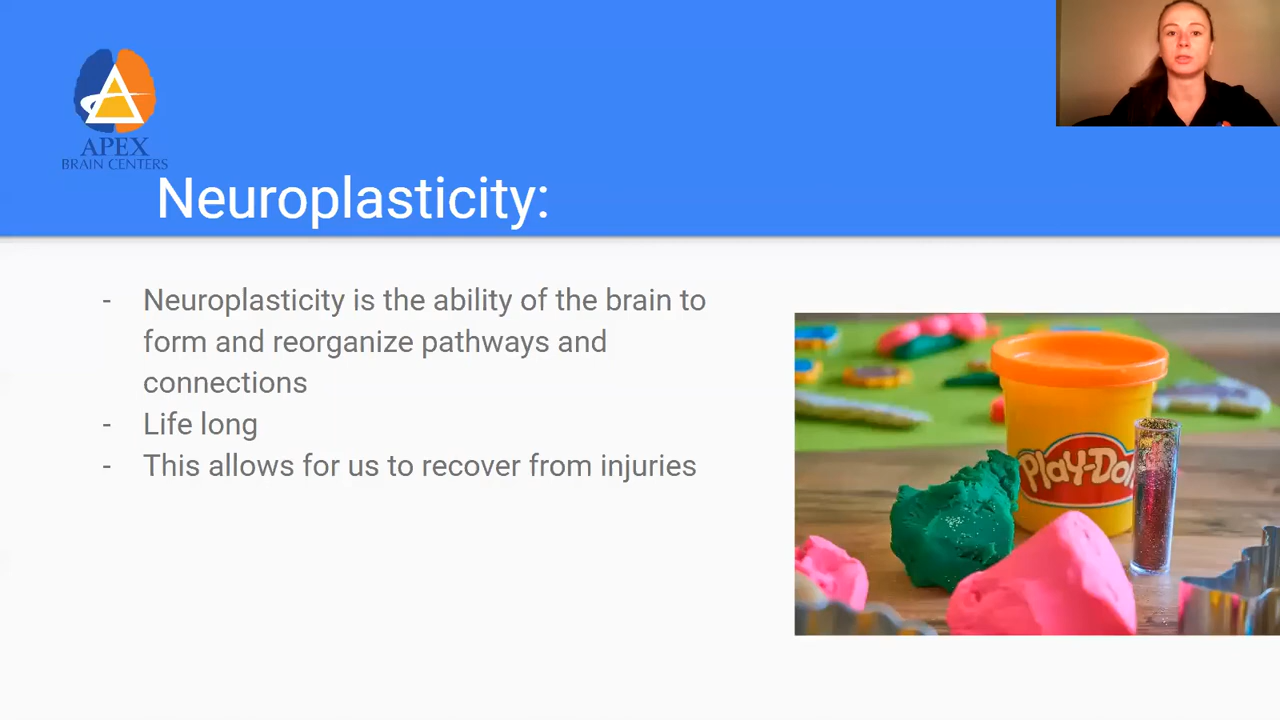 APEX
BRAIN CENTERS
Neuroplasticity:
- Neuroplasticity is the ability of the brain to
form and reorganize pathways and
connections
- Life long
- This allows for us to recover from injuries
Play-Doh